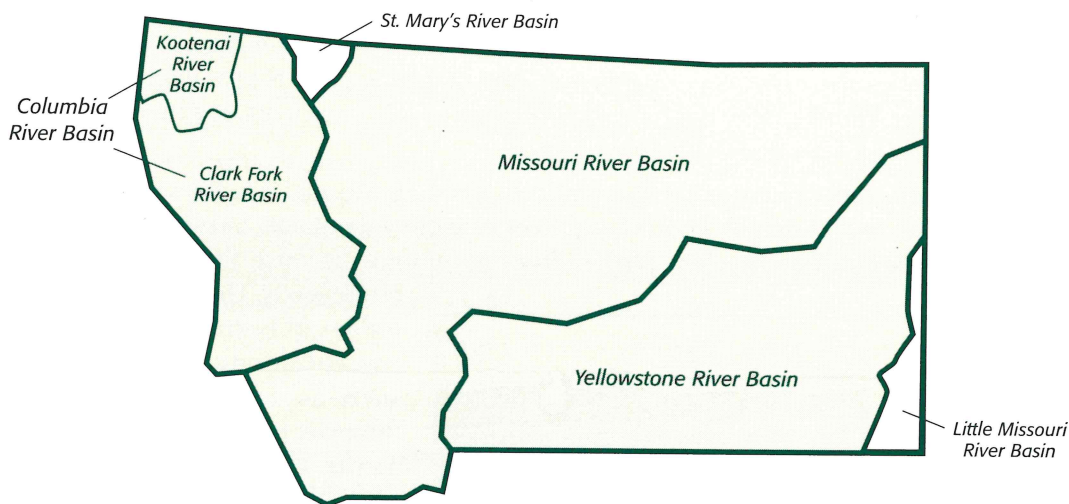 St. Mary's River Basin
Kootenai
River
Basin
Columbia
River Basin
Missouri River Basin
Clark Fork
River Basin
Yellowstone River Basin
Little Missouri
River Basin